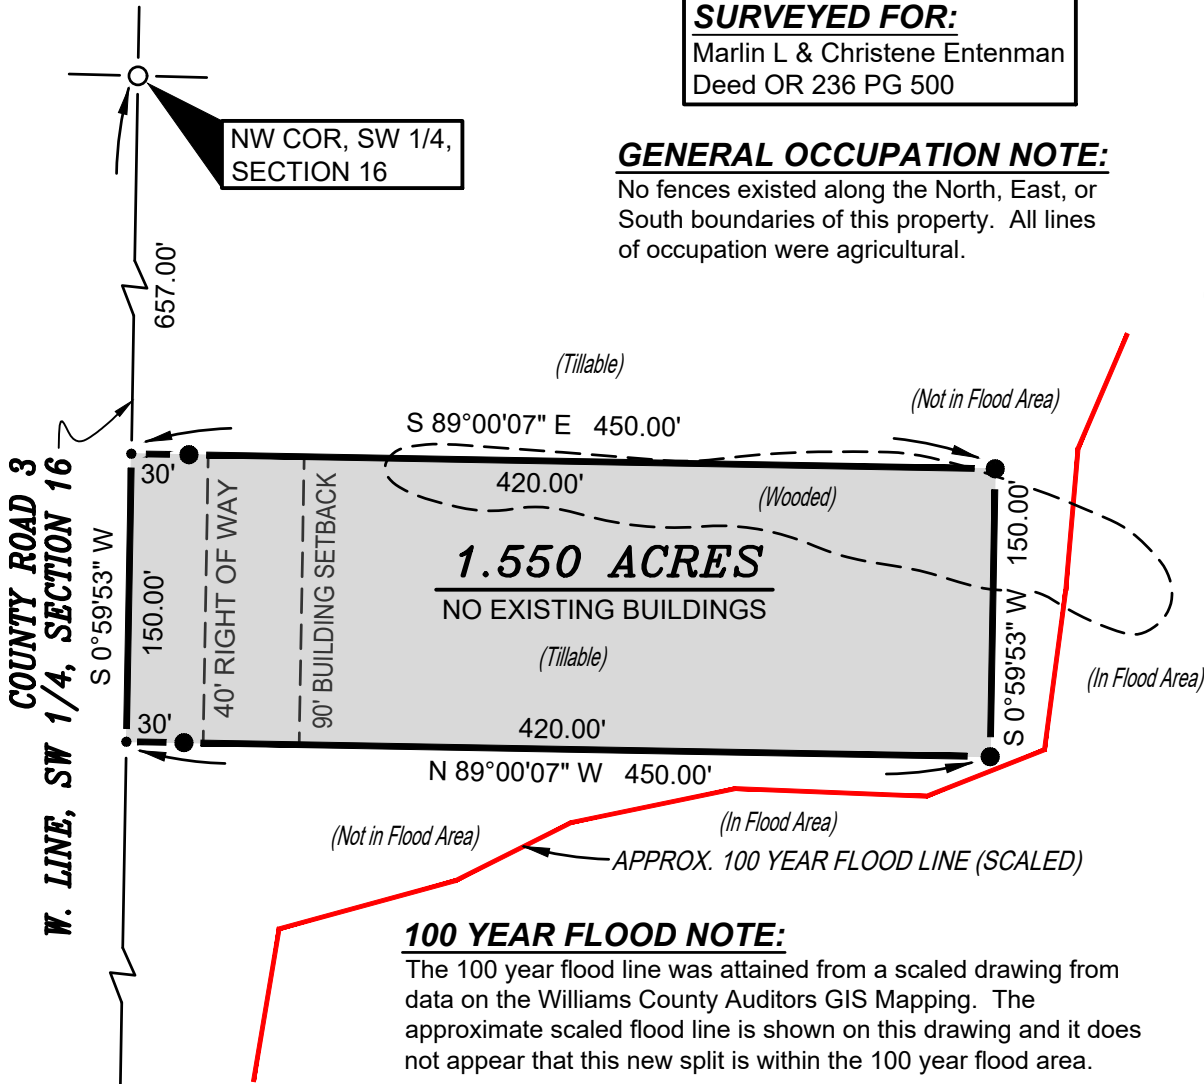 SURVEYED FOR:
Marlin L & Christene Entenman
Deed OR 236 PG 500
NW COR, SW 1/4,
SECTION 16
GENERAL OCCUPATION NOTE:
No fences existed along the North, East, or
South boundaries of this property.  All lines
of occupation were agricultural.
657.00'
(Tillable)
(Not in Flood Area)
S 89°00'07" E   450.00'
30'
420.00'
(Wooded)
COUNTY ROAD 3
W. LINE, SW 1/4, SECTION 16
S 0°59'53" W
150.00'
40' RIGHT OF WAY
90' BUILDING SETBACK
1.550 ACRES
NO EXISTING BUILDINGS
(Tillable)
S 0°59'53" W   150.00'
(In Flood Area)
30'
420.00'
N 89°00'07" W   450.00'
(Not in Flood Area)
(In Flood Area)
APPROX. 100 YEAR FLOOD LINE (SCALED)
100 YEAR FLOOD NOTE:
The 100 year flood line was attained from a scaled drawing from
data on the Williams County Auditors GIS Mapping.  The
approximate scaled flood line is shown on this drawing and it does
not appear that this new split is within the 100 year flood area.